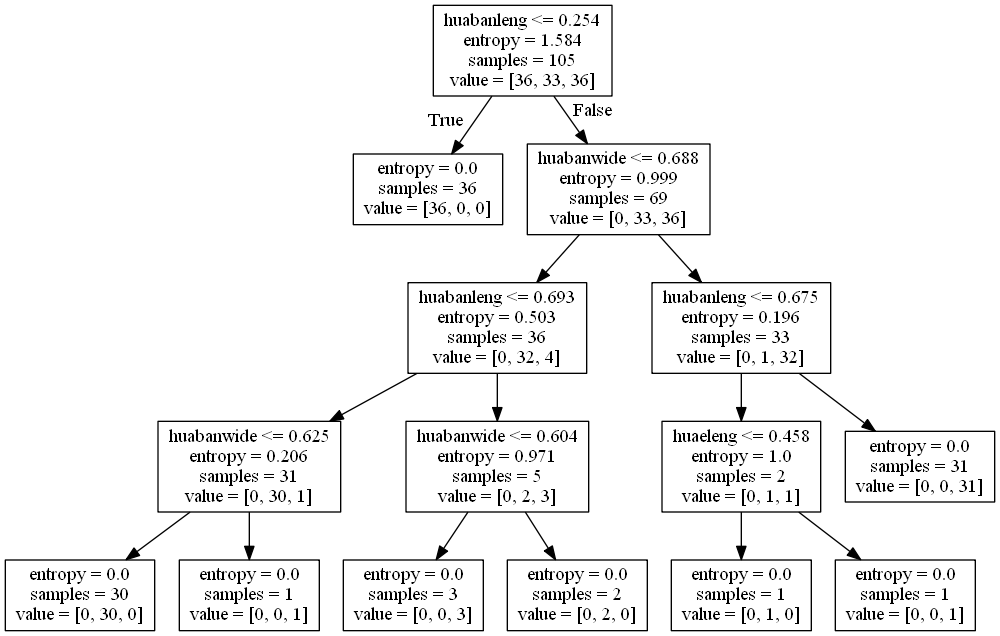 huabanleng <= 0.254
entropy = 1.584
samples = 105
value = [36, 33, 36]
True
False
entropy = 0.0
samples = 36
value = [36, 0, 0]
huabanwide <= 0.688
entropy = 0.999
samples = 69
value = [0, 33, 36]
huabanleng <= 0.693
entropy = 0.503
samples = 36
value = [0, 32, 4]
huabanleng <= 0.675
entropy = 0.196
samples = 33
value = [0, 1, 32]
huabanwide <= 0.625
entropy = 0.206
samples = 31
value = [0, 30, 1]
huabanwide <= 0.604
entropy = 0.971
samples = 5
value = [0, 2, 3]
huaeleng <= 0.458
entropy = 1.0
samples = 2
value = [0, 1, 1]
entropy = 0.0
samples = 31
value = [0, 0, 31]
entropy = 0.0
samples = 30
value = [0, 30, 0]
entropy = 0.0
samples = 1
value = [0, 0, 1]
entropy = 0.0
samples = 3
value = [0, 0, 3]
entropy = 0.0
samples = 2
value = [0, 2, 0]
entropy = 0.0
samples = 1
value = [0, 1, 0]
entropy = 0.0
samples = 1
value = [0, 0, 1]